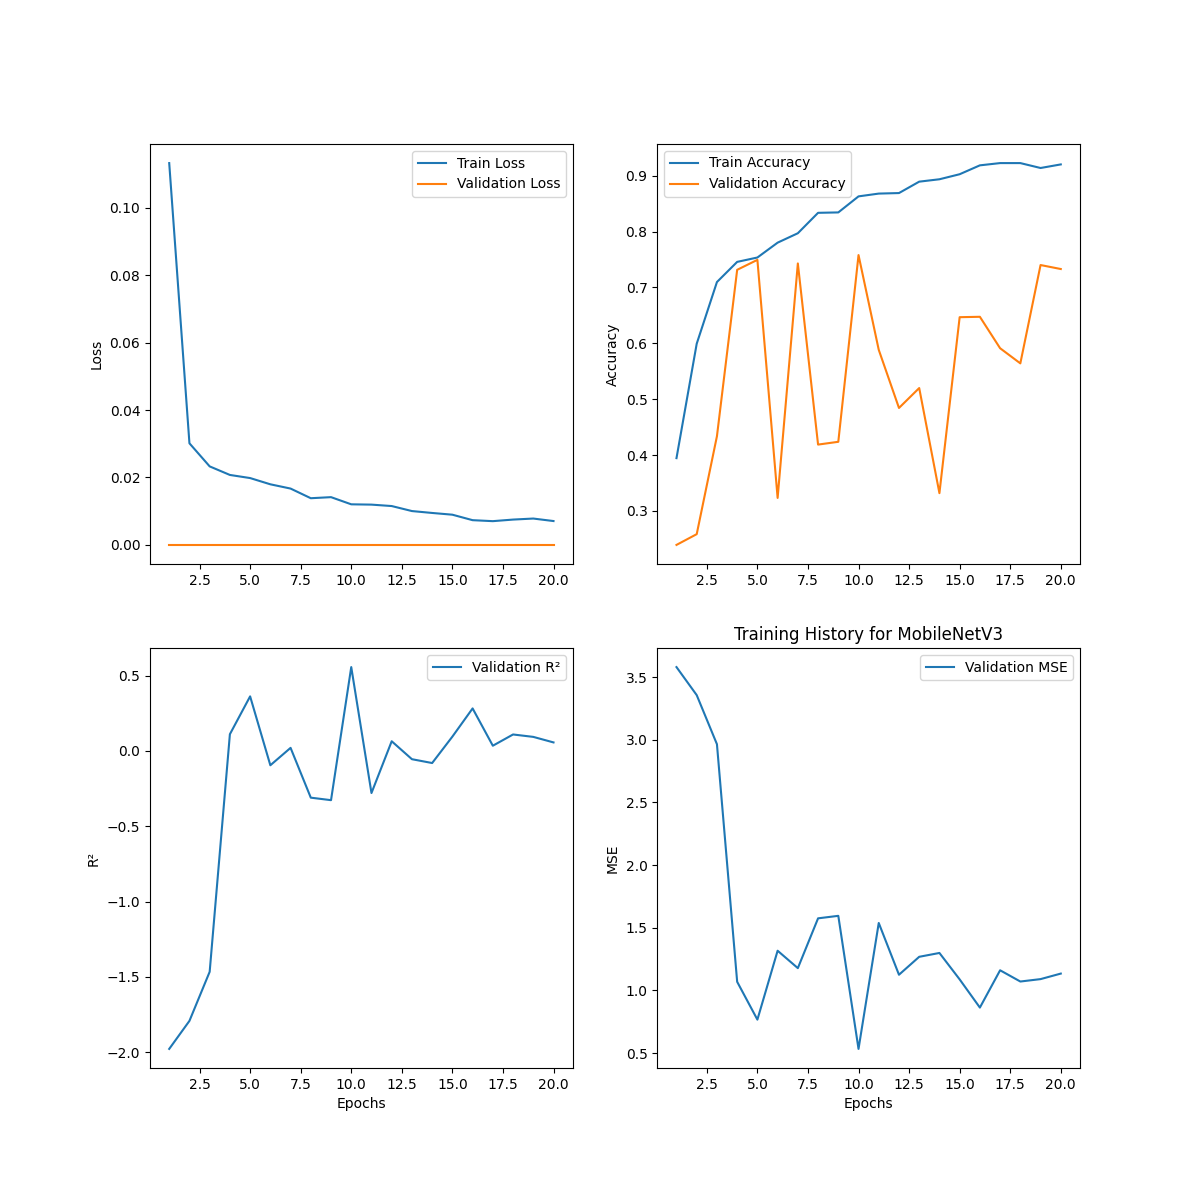 Train Loss
Validation Loss
0.10
0.08
0.06
0.04
0.02
0.00
Loss
2.5 5.0 7.5 10.0 12.5 15.0 17.5 20.0
Train Accuracy
Validation Accuracy
0.9
0.8
0.7
0.6
0.5
0.4
0.3
Accuracy
2.5 5.0 7.5 10.0 12.5 15.0 17.5 20.0
Validation R²
0.5
0.0
−0.5
−1.0
−1.5
−2.0
R²
2.5 5.0 7.5 10.0 12.5 15.0 17.5 20.0
Epochs
Training History for MobileNetV3
Validation MSE
3.5
3.0
2.5
2.0
1.5
1.0
0.5
MSE
2.5 5.0 7.5 10.0 12.5 15.0 17.5 20.0
Epochs